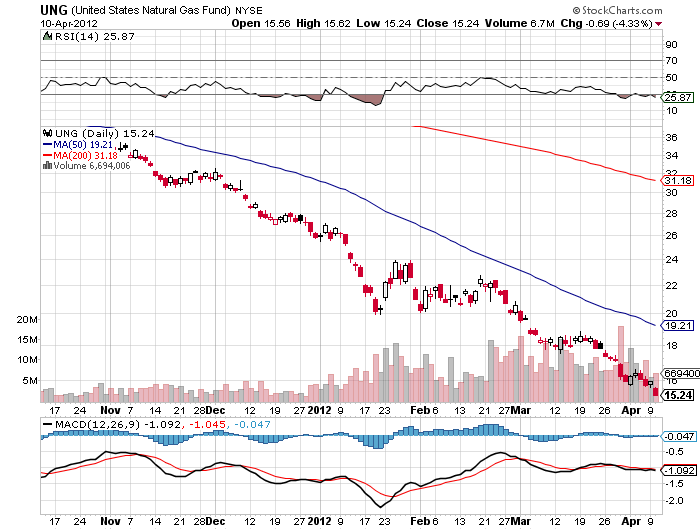 UNG (United States Natural Gas Fund) NYSE © StockCharts.com
10-Apr-2012 Open 15.56 High 15.62 Low 15.24 Close 15.24 Volume 6.7M Chg -0.69 (-4.33%)
RSI(14) 25.87
90
70
50
30
25.87
10
UNG (Daily) 15.24
MA(50) 19.21
MA(200) 31.18
Volume 6,694,006
36
34
32
31.18
30
28
26
24
22
20
19.21
18
669400
16
15.24
20M
15M
10M
5M
17 24 Nov 7 14 21 28 Dec 12 19 27 2012 9 17 23 Feb 6 13 21 27 Mar 12 19 26 Apr 9
MACD(12,26,9) -1.092, -1.045, -0.047
-0.047
-0.5
-1.092
-1.5
-2.0
17 24 Nov 7 14 21 28 Dec 12 19 27 2012 9 17 23 Feb 6 13 21 27 Mar 12 19 26 Apr 9